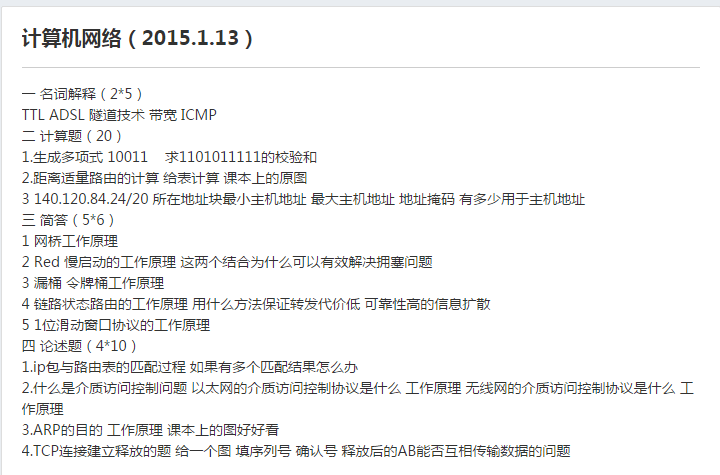 计算机网络（2015.1.13）
一 名词解释（2*5）
TTL ADSL 隧道技术 带宽 ICMP
二 计算题（20）
1.生成多项式 10011 求1101011111的校验和
2.距离适量路由的计算 给表计算 课本上的原图
3 140.120.84.24/20 所在地址块最小主机地址 最大主机地址 地址掩码 有多少用于主机地址
三 简答（5*6）
1 网桥工作原理
2 Red 慢启动的工作原理 这两个结合为什么可以有效解决拥塞问题
3 漏桶 令牌桶工作原理
4 链路状态路由的工作原理 用什么方法保证转发代价低 可靠性高的信息扩散
5 1位滑动窗口协议的工作原理
四 论述题（4*10）
1.ip包与路由表的匹配过程 如果有多个匹配结果怎么办
2.什么是介质访问控制问题 以太网的介质访问控制协议是什么 工作原理 无线网的介质访问控制协议是什么 工
作原理
3.ARP的目的 工作原理 课本上的图好好看
4.TCP连接建立释放的题 给一个图 填序列号 确认号 释放后的AB能否互相传输数据的问题